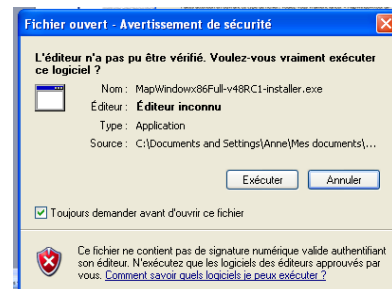 Fichier ouvert - Avertissement de sécurité
L'éditeur n'a pas pu être vérifié. Voulez-vous vraiment exécuter
ce logiciel ?
Nom : MapWindowx86Full-v48RC1-installer.exe
Éditeur : Éditeur inconnu
Type : Application
Source : C:\Documents and Settings\Anne\Mes documents\...
Exécuter Annuler
Toujours demander avant d'ouvrir ce fichier
Ce fichier ne contient pas de signature numérique valide authentifiant
son éditeur. N'exécutez que les logiciels des éditeurs approuvés par
vous. Comment savoir quels logiciels je peux exécuter ?